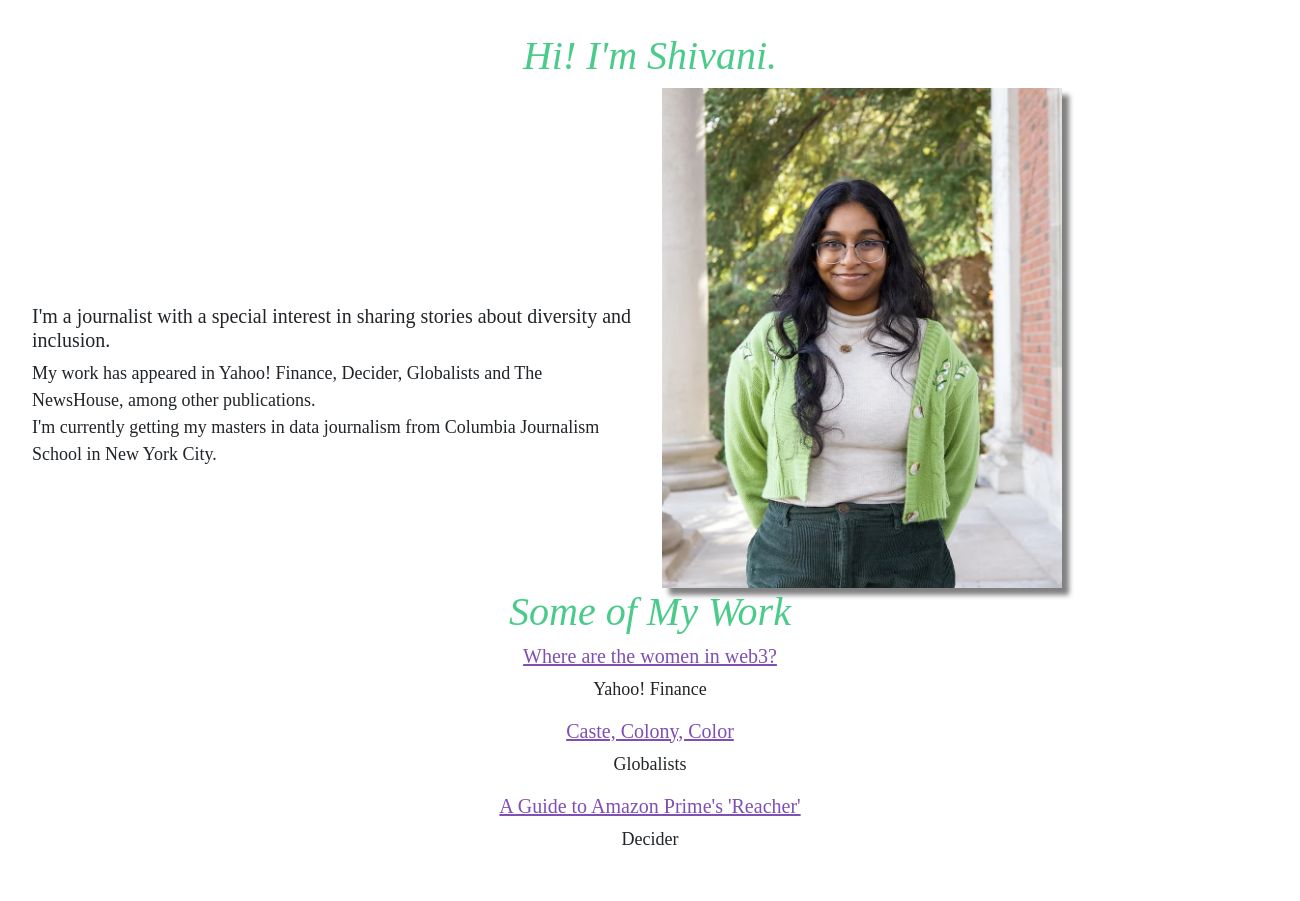 Hi! I'm Shivani.
I'm a journalist with a special interest in sharing stories about diversity and
inclusion.
My work has appeared in Yahoo! Finance, Decider, Globalists and The
NewsHouse, among other publications.
I'm currently getting my masters in data journalism from Columbia Journalism
School in New York City.
Some of My Work
Where are the women in web3?
Yahoo! Finance
Caste, Colony, Color
Globalists
A Guide to Amazon Prime's 'Reacher'
Decider